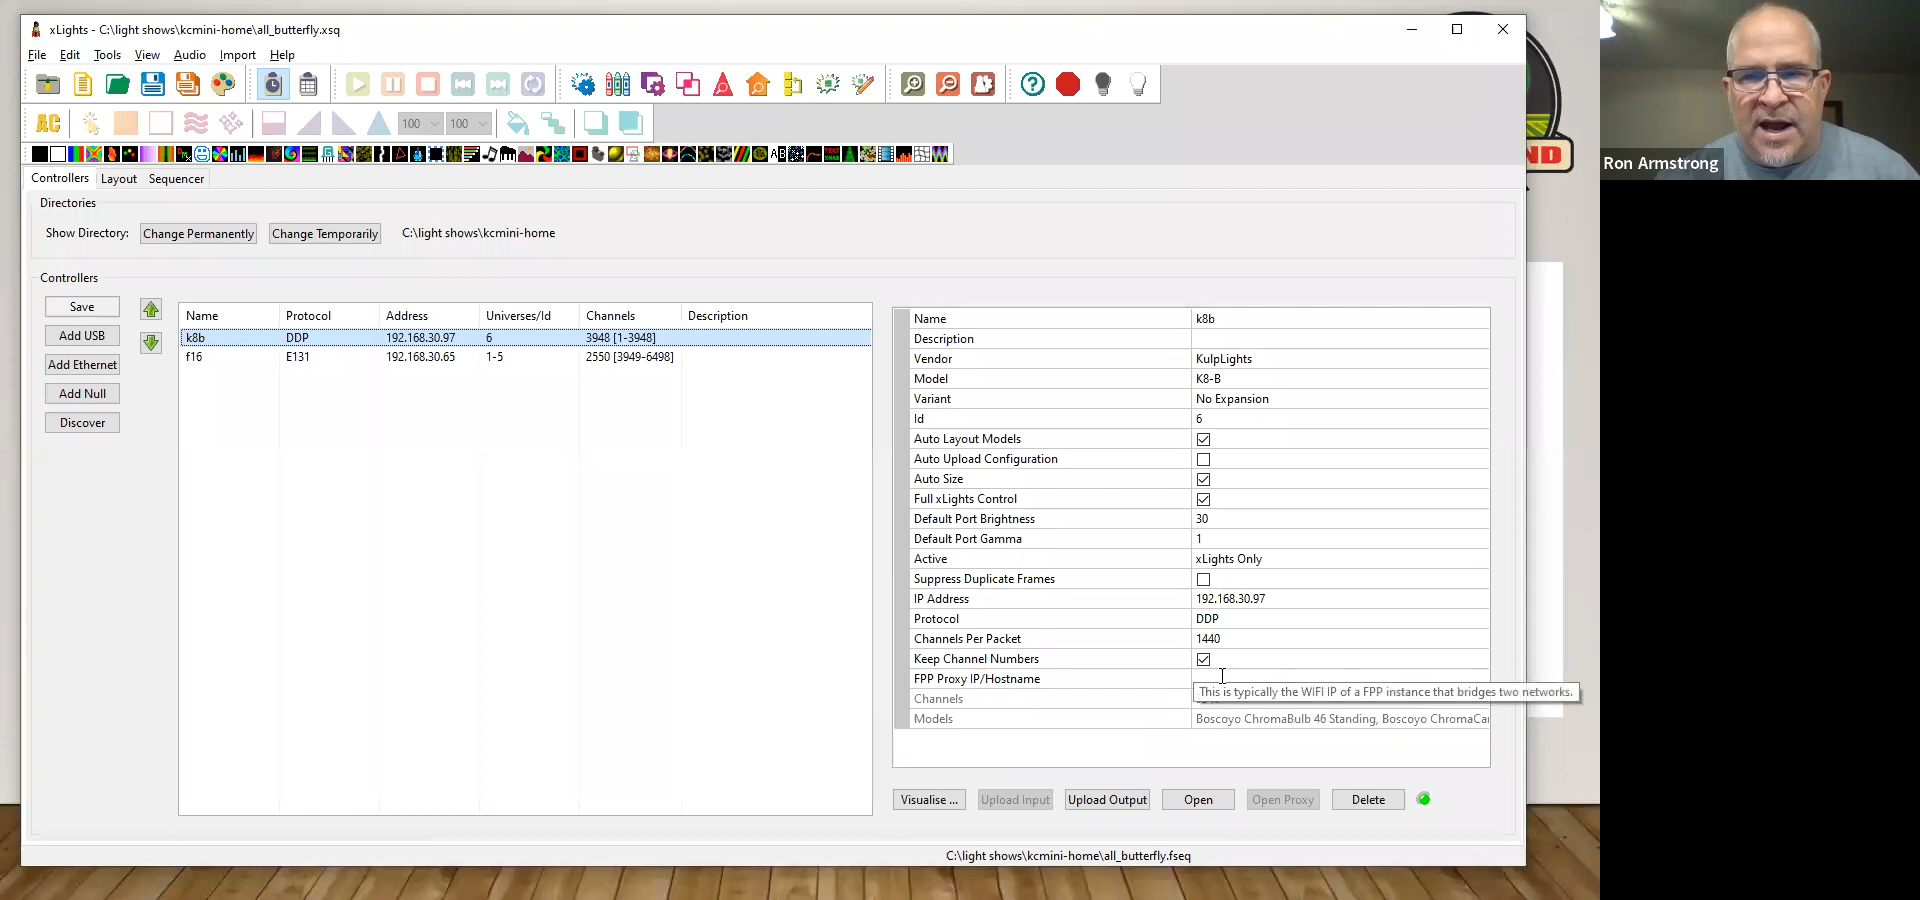 xLights - C:\light shows\kcmini-home\all_butterfly.xsq
File Edit Tools View Audio Import Help
AC 100 100
Controllers Layout Sequencer
Directories
Show Directory: Change Permanently Change Temporarily C:\light shows\kcmini-home
Controllers
Save
Add USB
Add Ethernet
Add Null
Discover
Name Protocol Address Universes/Id Channels Description
k8b DDP 192.168.30.97 6 3948 [1-3948]
f16 E131 192.168.30.65 1-5 2550 [3949-6498]
Name k8b
Description
Vendor KulpLights
Model K8-B
Variant No Expansion
Id 6
Auto Layout Models
Auto Upload Configuration
Auto Size
Full xLights Control
Default Port Brightness 30
Default Port Gamma 1
Active xLights Only
Suppress Duplicate Frames
IP Address 192.168.30.97
Protocol DDP
Channels Per Packet 1440
Keep Channel Numbers
FPP Proxy IP/Hostname
This is typically the WIFI IP of a FPP instance that bridges two networks.
Channels
Models Boscoyo ChromaBulb 46 Standing, Boscoyo ChromaCa
Visualise ... Upload Input Upload Output Open Open Proxy Delete
C:\light shows\kcmini-home\all_butterfly.fseq
Ron Armstrong
ND